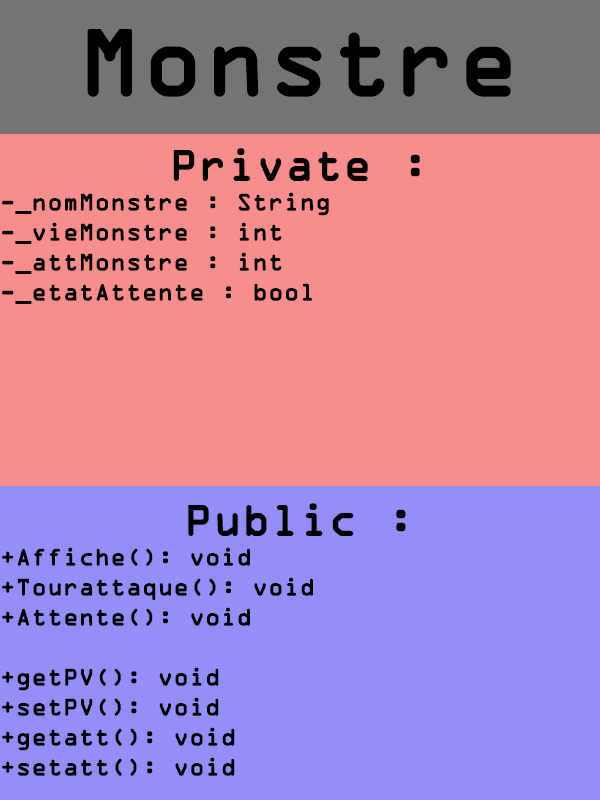 Monstre
Private :
-_nomMonstre : String
-_vieMonstre : int
-_attMonstre : int
-_etatAttente : bool
Public :
+Affiche(): void
+Tourattaque(): void
+Attente(): void
+getPV(): void
+setPV(): void
+getatt(): void
+setatt(): void